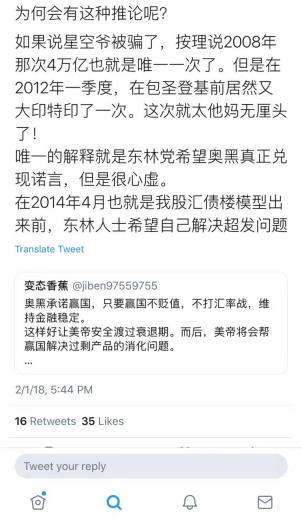 为何会有这种推论呢?
如果说星空爷被骗了，按理说2008年
那次4万亿也就是唯一一次了。但是在
2012年一季度，在包圣登基前居然又
大印特印了一次。这次就太他妈无厘头
了!
唯一的解释就是东林党希望奥黑真正兑
现诺言，但是很心虚。
在2014年4月也就是我股汇债楼模型出
来前，东林人士希望自己解决超发问题
Translate Tweet
变态香蕉 @jiben97559755
奥黑承诺赢国，只要赢国不贬值，不打汇率战，维
持金融稳定。
这样好让美帝安全渡过衰退期。而后，美帝将会帮
赢国解决过剩产品的消化问题。
...
2/1/18, 5:44 PM
16 Retweets 35 Likes
Tweet your reply